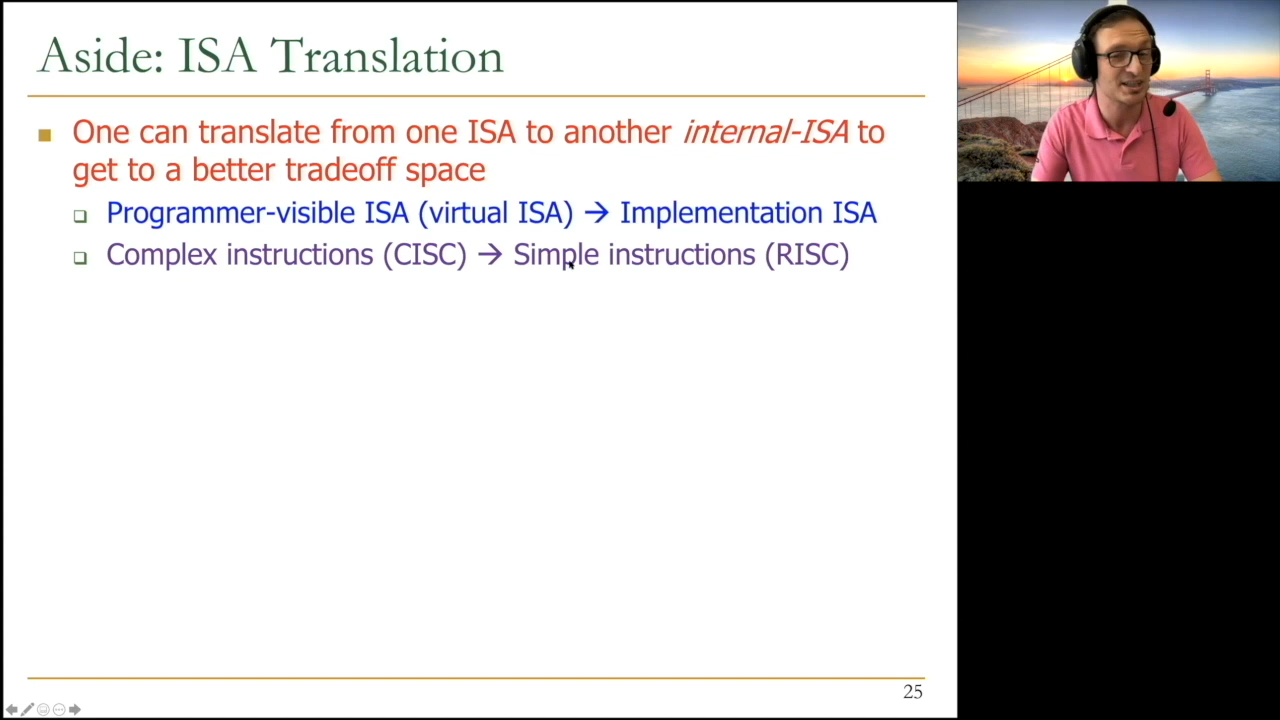 Aside: ISA Translation
One can translate from one ISA to another internal-ISA to
get to a better tradeoff space
Programmer-visible ISA (virtual ISA) → Implementation ISA
Complex instructions (CISC) → Simple instructions (RISC)
25